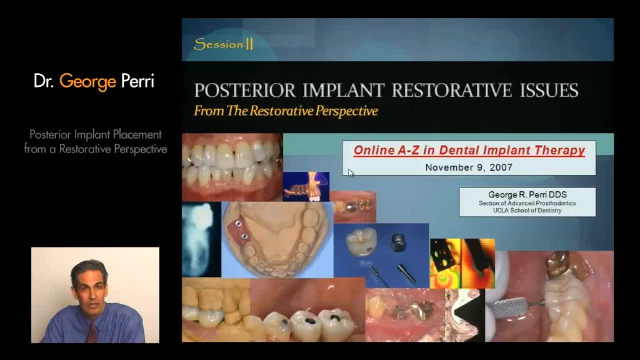 Dr. George Perri
Posterior Implant Placement
from a Restorative Perspective
Session II
POSTERIOR IMPLANT RESTORATIVE ISSUES
From The Restorative Perspective
Online A-Z in Dental Implant Therapy
November 9, 2007
George R. Perri DDS
Section of Advanced Prosthodontics
UCLA School of Dentistry